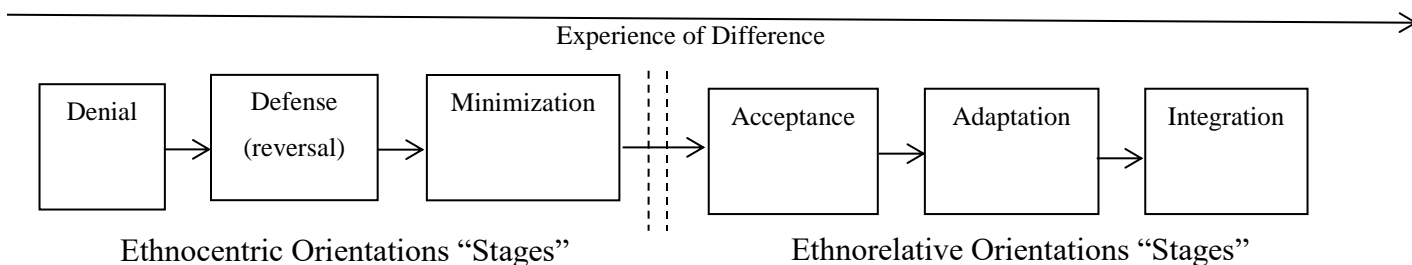 Experience of Difference
Denial
Defense
(reversal)
Minimization
Acceptance
Adaptation
Integration
Ethnocentric Orientations “Stages”
Ethnorelative Orientations “Stages”